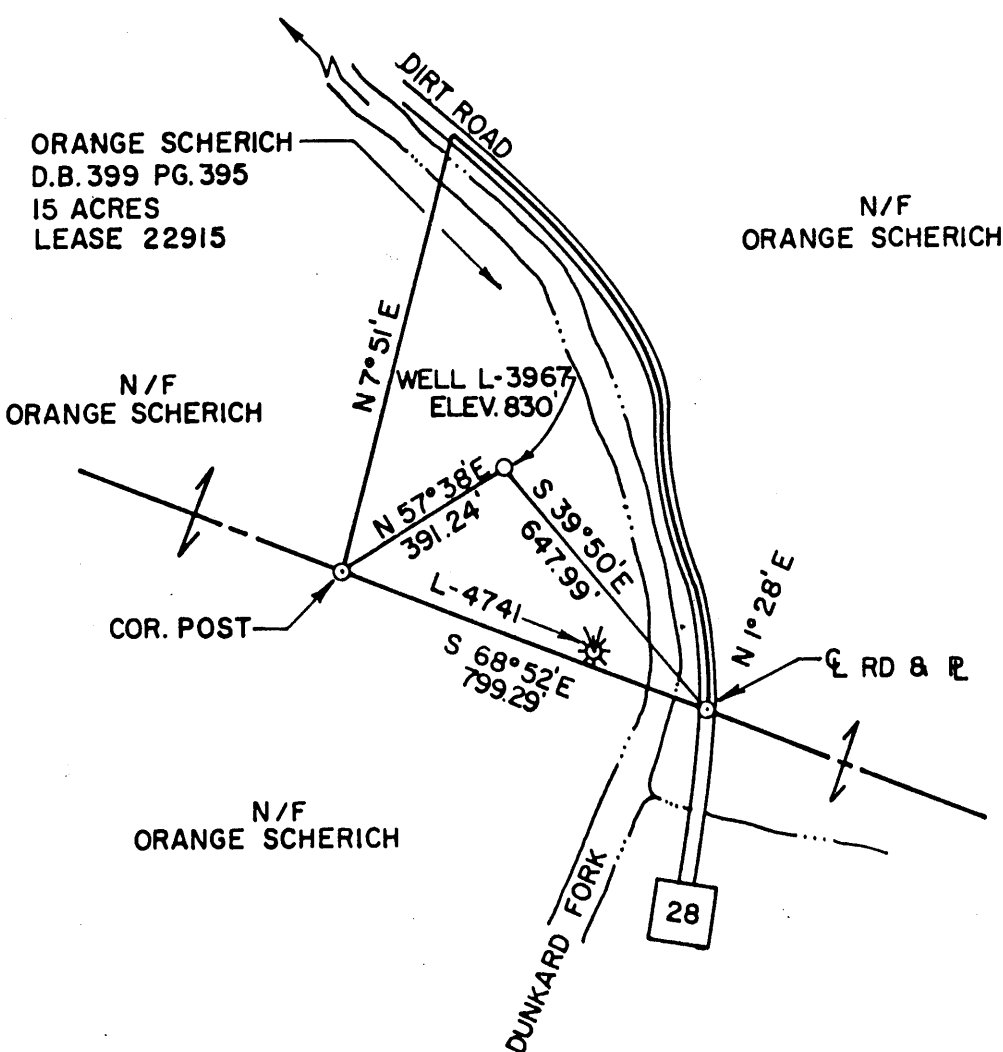 DIRT ROAD
ORANGE SCHERICH
D.B. 399 PG. 395
15 ACRES
LEASE 22915
N/F
ORANGE SCHERICH
N 7° 51' E
N/F
ORANGE SCHERICH
WELL L-3967
ELEV. 830'
N 57° 38' E
391.24'
S 39° 50' E
647.99'
L-4741
COR. POST
S 68° 52' E
799.29'
N 1° 28' E
℄ RD & ⅊
N/F
ORANGE SCHERICH
DUNKARD FORK
28